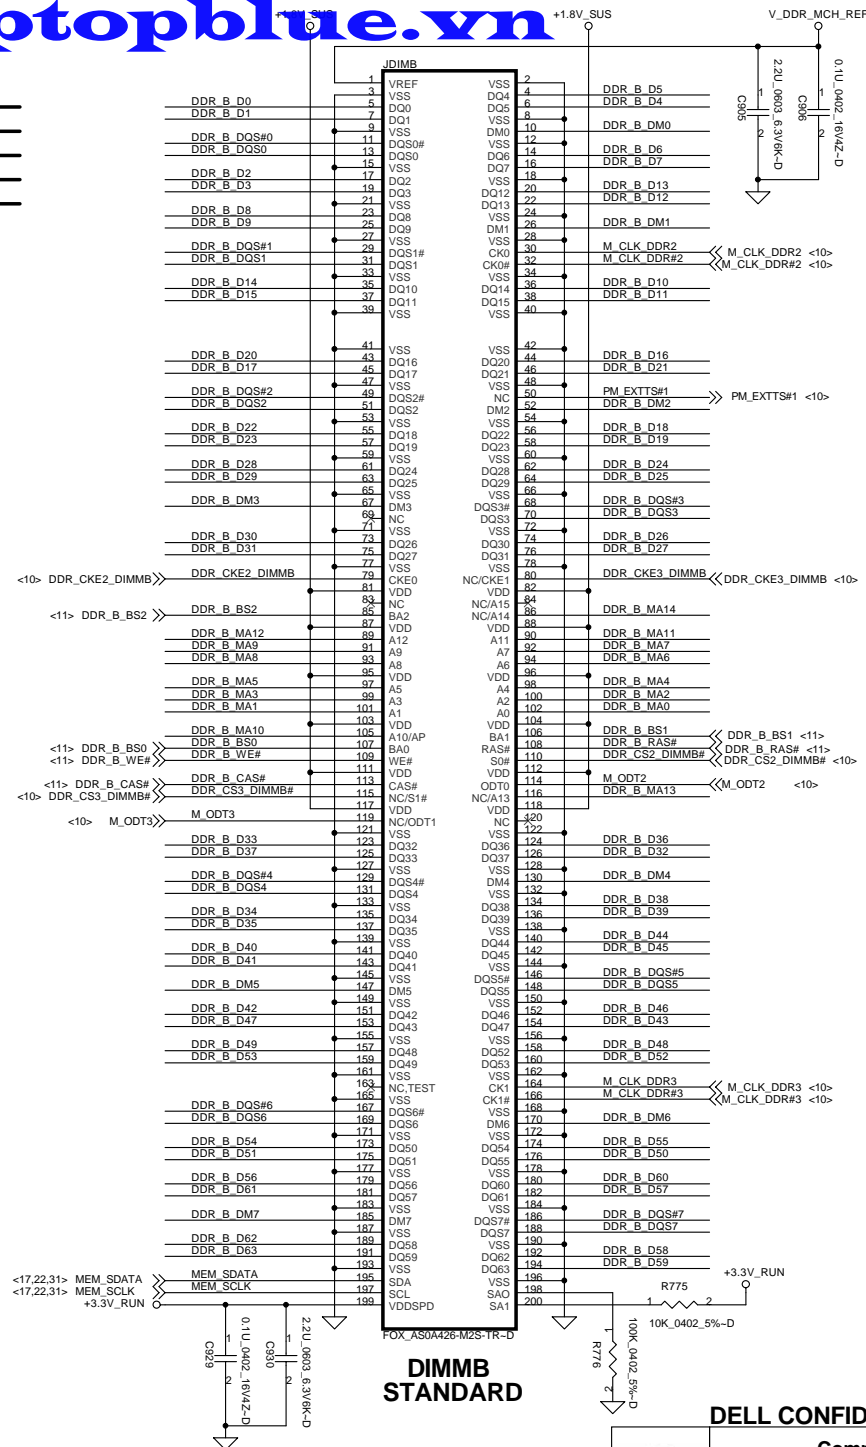 ptopblue.vn
+1.8V_SUS
V_DDR_MCH_REF
JDIMB
2.2U_0603_6.3V6K~D
C905
1
2
0.1U_0402_16V4Z~D
C906
1
2
1 VREF VSS 2
3 VSS DQ4 4 DDR_B_D5
DDR_B_D0 5 DQ0 DQ5 6 DDR_B_D4
DDR_B_D1 7 DQ1 VSS 8
9 VSS DM0 10 DDR_B_DM0
DDR_B_DQS#0 11 DQS0# VSS 12
DDR_B_DQS0 13 DQS0 DQ6 14 DDR_B_D6
15 VSS DQ7 16 DDR_B_D7
DDR_B_D2 17 DQ2 VSS 18
DDR_B_D3 19 DQ3 DQ12 20 DDR_B_D13
21 VSS DQ13 22 DDR_B_D12
DDR_B_D8 23 DQ8 VSS 24
DDR_B_D9 25 DQ9 DM1 26 DDR_B_DM1
27 VSS VSS 28
DDR_B_DQS#1 29 DQS1# CK0 30 M_CLK_DDR2 M_CLK_DDR2 <10>
DDR_B_DQS1 31 DQS1 CK0# 32 M_CLK_DDR#2 M_CLK_DDR#2 <10>
33 VSS VSS 34
DDR_B_D14 35 DQ10 DQ14 36 DDR_B_D10
DDR_B_D15 37 DQ11 DQ15 38 DDR_B_D11
39 VSS VSS 40
41 VSS VSS 42
DDR_B_D20 43 DQ16 DQ20 44 DDR_B_D16
DDR_B_D17 45 DQ17 DQ21 46 DDR_B_D21
47 VSS VSS 48
DDR_B_DQS#2 49 DQS2# NC 50 PM_EXTTS#1 PM_EXTTS#1 <10>
DDR_B_DQS2 51 DQS2 DM2 52 DDR_B_DM2
53 VSS VSS 54
DDR_B_D22 55 DQ18 DQ22 56 DDR_B_D18
DDR_B_D23 57 DQ19 DQ23 58 DDR_B_D19
59 VSS VSS 60
DDR_B_D28 61 DQ24 DQ28 62 DDR_B_D24
DDR_B_D29 63 DQ25 DQ29 64 DDR_B_D25
65 VSS VSS 66
DDR_B_DM3 67 DM3 DQS3# 68 DDR_B_DQS#3
69 NC DQS3 70 DDR_B_DQS3
71 VSS VSS 72
DDR_B_D30 73 DQ26 DQ30 74 DDR_B_D26
DDR_B_D31 75 DQ27 DQ31 76 DDR_B_D27
77 VSS VSS 78
<10> DDR_CKE2_DIMMB DDR_CKE2_DIMMB 79 CKE0 NC/CKE1 80 DDR_CKE3_DIMMB DDR_CKE3_DIMMB <10>
81 VDD VDD 82
83 NC NC/A15 84
<11> DDR_B_BS2 DDR_B_BS2 85 BA2 NC/A14 86 DDR_B_MA14
87 VDD VDD 88
DDR_B_MA12 89 A12 A11 90 DDR_B_MA11
DDR_B_MA9 91 A9 A7 92 DDR_B_MA7
DDR_B_MA8 93 A8 A6 94 DDR_B_MA6
95 VDD VDD 96
DDR_B_MA5 97 A5 A4 98 DDR_B_MA4
DDR_B_MA3 99 A3 A2 100 DDR_B_MA2
DDR_B_MA1 101 A1 A0 102 DDR_B_MA0
103 VDD VDD 104
DDR_B_MA10 105 A10/AP BA1 106 DDR_B_BS1 DDR_B_BS1 <11>
<11> DDR_B_BS0 DDR_B_BS0 107 BA0 RAS# 108 DDR_B_RAS# DDR_B_RAS# <11>
<11> DDR_B_WE# DDR_B_WE# 109 WE# S0# 110 DDR_CS2_DIMMB# DDR_CS2_DIMMB# <10>
111 VDD VDD 112
<11> DDR_B_CAS# DDR_B_CAS# 113 CAS# ODT0 114 M_ODT2 M_ODT2 <10>
<10> DDR_CS3_DIMMB# DDR_CS3_DIMMB# 115 NC/S1# NC/A13 116 DDR_B_MA13
117 VDD VDD 118
<10> M_ODT3 M_ODT3 119 NC/ODT1 NC 120
121 VSS VSS 122
DDR_B_D33 123 DQ32 DQ36 124 DDR_B_D36
DDR_B_D37 125 DQ33 DQ37 126 DDR_B_D32
127 VSS VSS 128
DDR_B_DQS#4 129 DQS4# DM4 130 DDR_B_DM4
DDR_B_DQS4 131 DQS4 VSS 132
133 VSS DQ38 134 DDR_B_D38
DDR_B_D34 135 DQ34 DQ39 136 DDR_B_D39
DDR_B_D35 137 DQ35 VSS 138
139 VSS DQ44 140 DDR_B_D44
DDR_B_D40 141 DQ40 DQ45 142 DDR_B_D45
DDR_B_D41 143 DQ41 VSS 144
145 VSS DQS5# 146 DDR_B_DQS#5
DDR_B_DM5 147 DM5 DQS5 148 DDR_B_DQS5
149 VSS VSS 150
DDR_B_D42 151 DQ42 DQ46 152 DDR_B_D46
DDR_B_D47 153 DQ43 DQ47 154 DDR_B_D43
155 VSS VSS 156
DDR_B_D49 157 DQ48 DQ52 158 DDR_B_D48
DDR_B_D53 159 DQ49 DQ53 160 DDR_B_D52
161 VSS VSS 162
163 NC,TEST CK1 164 M_CLK_DDR3 M_CLK_DDR3 <10>
165 VSS CK1# 166 M_CLK_DDR#3 M_CLK_DDR#3 <10>
DDR_B_DQS#6 167 DQS6# VSS 168
DDR_B_DQS6 169 DQS6 DM6 170 DDR_B_DM6
171 VSS VSS 172
DDR_B_D54 173 DQ50 DQ54 174 DDR_B_D55
DDR_B_D51 175 DQ51 DQ55 176 DDR_B_D50
177 VSS VSS 178
DDR_B_D56 179 DQ56 DQ60 180 DDR_B_D60
DDR_B_D61 181 DQ57 DQ61 182 DDR_B_D57
183 VSS VSS 184
DDR_B_DM7 185 DM7 DQS7# 186 DDR_B_DQS#7
187 VSS DQS7 188 DDR_B_DQS7
DDR_B_D62 189 DQ58 VSS 190
DDR_B_D63 191 DQ59 DQ62 192 DDR_B_D58
193 VSS DQ63 194 DDR_B_D59
<17,22,31> MEM_SDATA MEM_SDATA 195 SDA VSS 196
<17,22,31> MEM_SCLK MEM_SCLK 197 SCL SAO 198
+3.3V_RUN 199 VDDSPD SA1 200
R775
+3.3V_RUN
1 2
10K_0402_5%~D
R776
100K_0402_5%~D
1
2
0.1U_0402_16V4Z~D
C929
1
2
2.2U_0603_6.3V6K~D
C930
1
2
FOX_AS0A426-M2S-TR~D
DIMMB
STANDARD
DELL CONFID